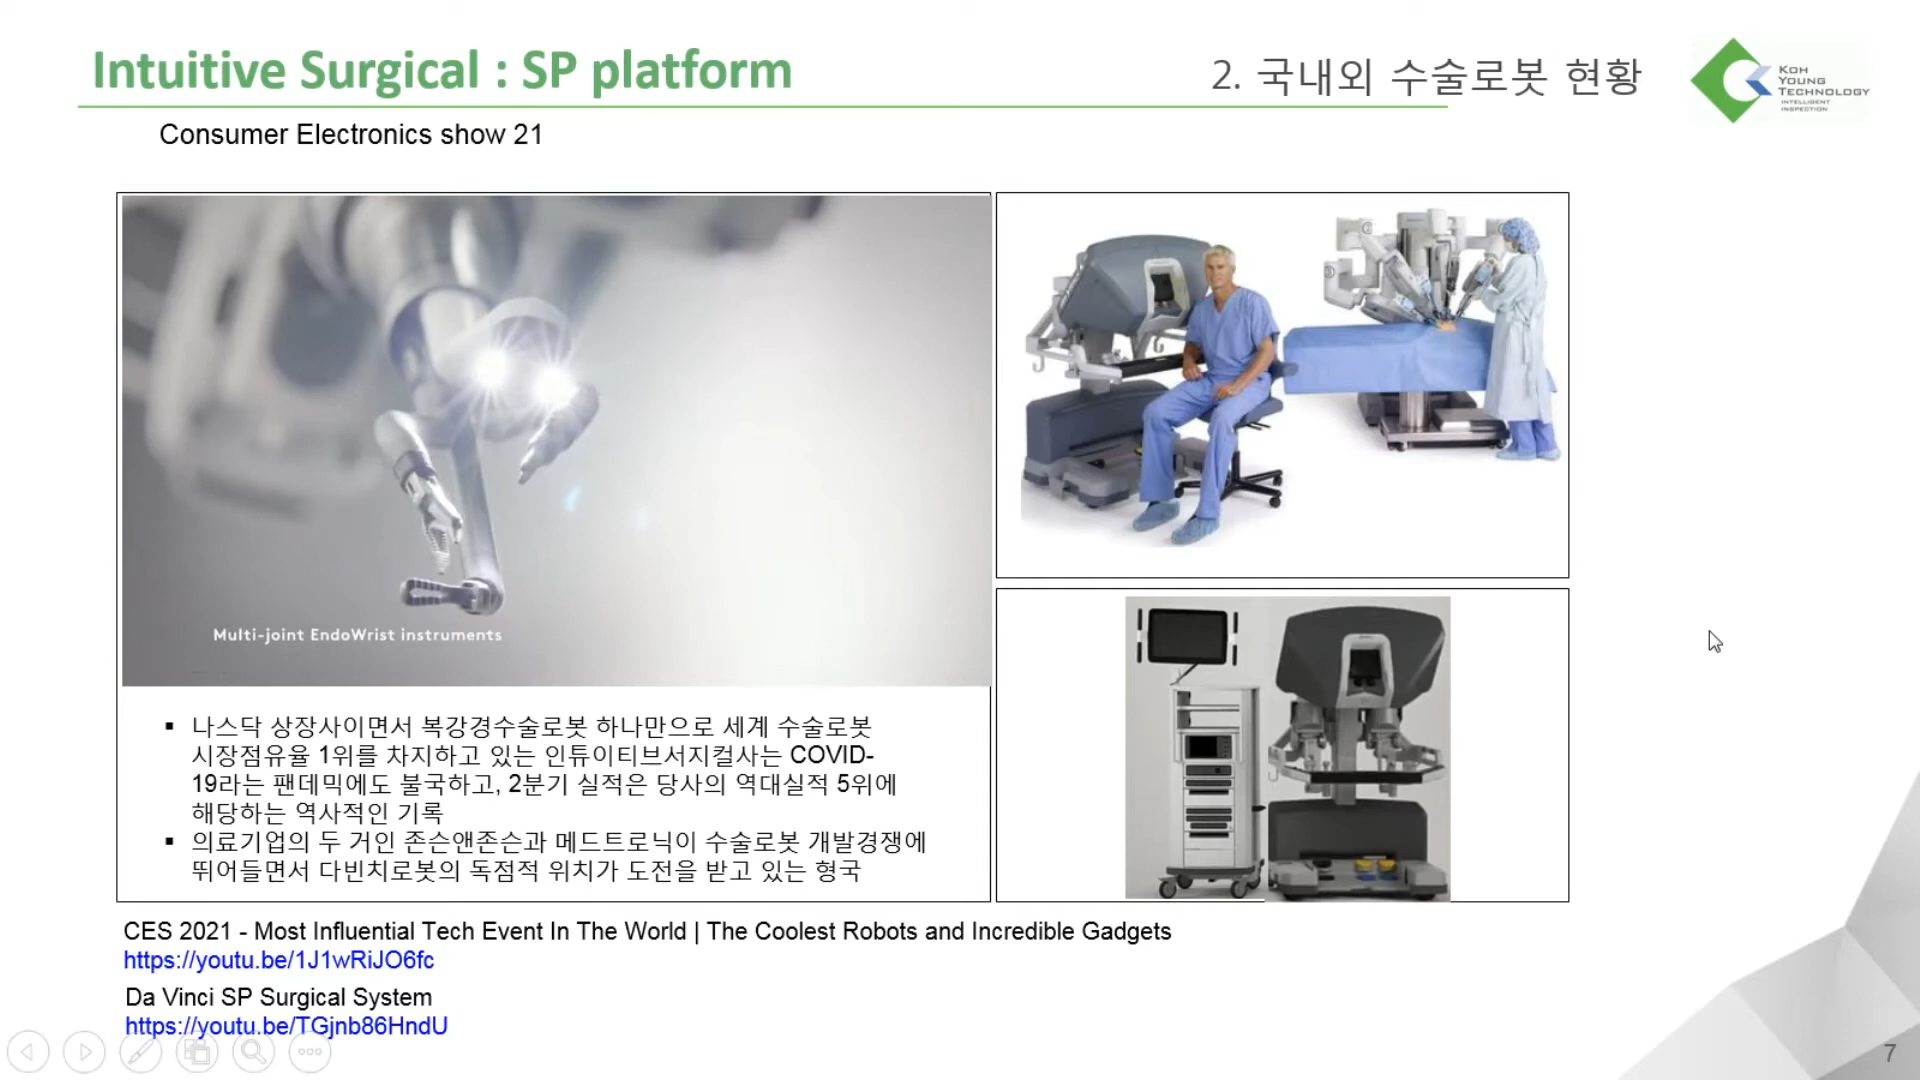 Intuitive Surgical : SP platform
2. 국내외 수술로봇 현황
KOH
YOUNG
TECHNOLOGY
INTELLIGENT
INSPECTION
Consumer Electronics show 21
Multi-joint EndoWrist instruments
▪ 나스닥 상장사이면서 복강경수술로봇 하나만으로 세계 수술로봇
시장점유율 1위를 차지하고 있는 인튜이티브서지컬사는 COVID-
19라는 팬데믹에도 불국하고, 2분기 실적은 당사의 역대실적 5위에
해당하는 역사적인 기록
▪ 의료기업의 두 거인 존슨앤존슨과 메드트로닉이 수술로봇 개발경쟁에
뛰어들면서 다빈치로봇의 독점적 위치가 도전을 받고 있는 형국
CES 2021 - Most Influential Tech Event In The World | The Coolest Robots and Incredible Gadgets
https://youtu.be/1J1wRiJO6fc
Da Vinci SP Surgical System
https://youtu.be/TGjnb86HndU
7